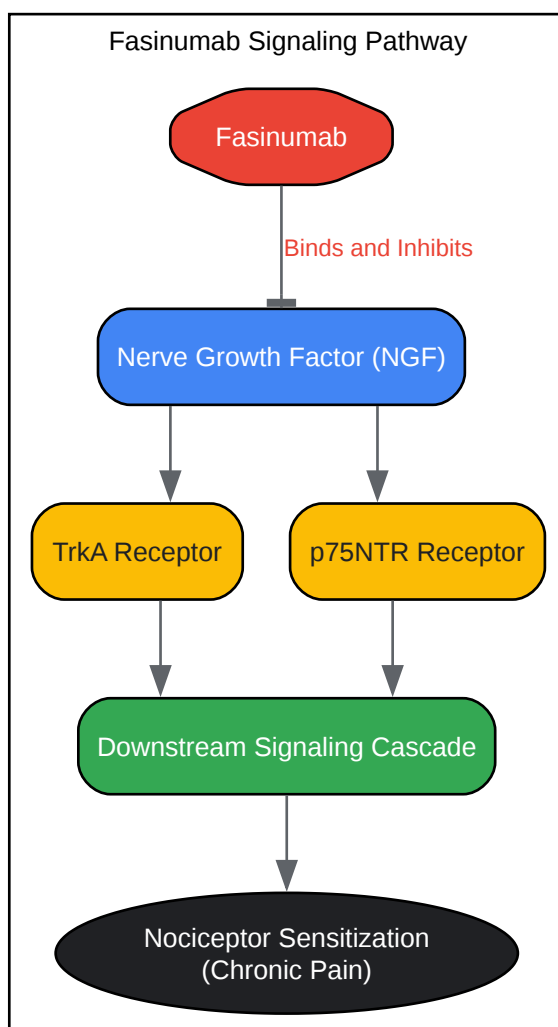 Fasinumab Signaling Pathway
Fasinumab
Binds and Inhibits
Nerve Growth Factor (NGF)
TrkA Receptor
p75NTR Receptor
Downstream Signaling Cascade
Nociceptor Sensitization
(Chronic Pain)